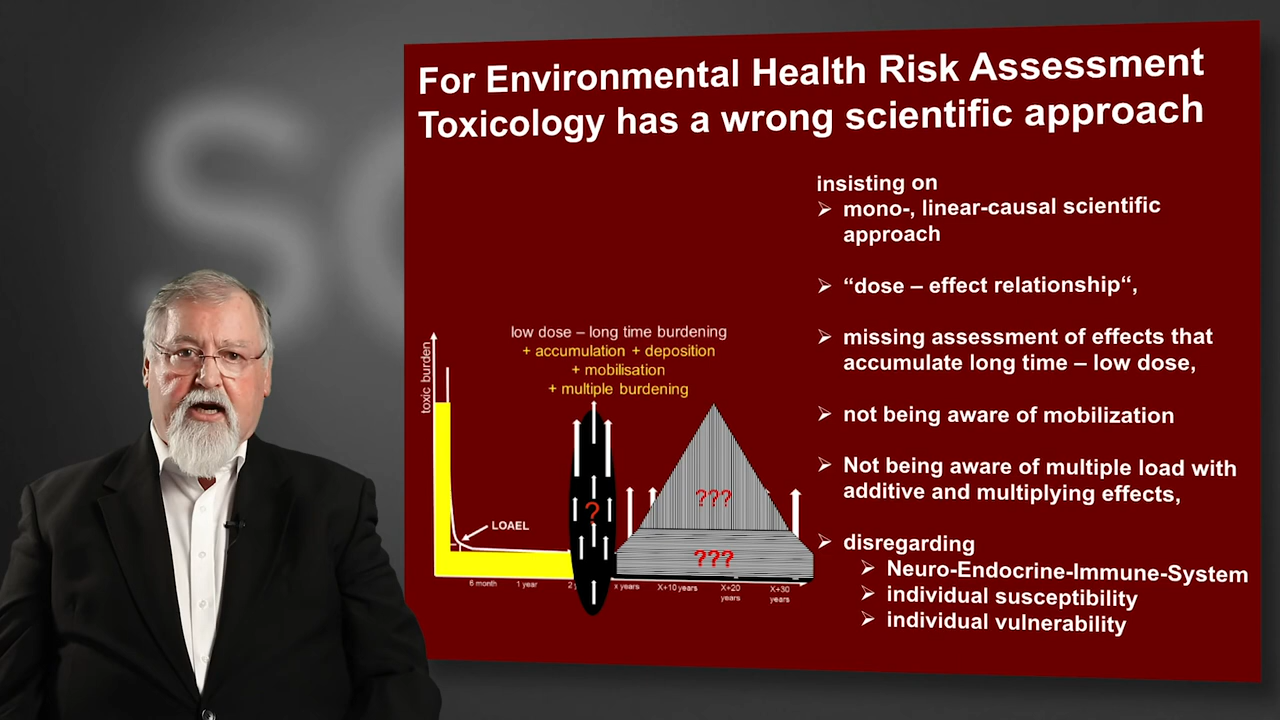 SC
For Environmental Health Risk Assessment
Toxicology has a wrong scientific approach
insisting on
➢ mono-, linear-causal scientific
approach
➢ “dose – effect relationship“,
➢ missing assessment of effects that
accumulate long time – low dose,
➢ not being aware of mobilization
➢ Not being aware of multiple load with
additive and multiplying effects,
➢ disregarding
➢ Neuro-Endocrine-Immune-System
➢ individual susceptibility
➢ individual vulnerability
low dose – long time burdening
+ accumulation + deposition
+ mobilisation
+ multiple burdening
toxic burden
LOAEL
?
???
???
6 month
1 year
2
x years
X+10 years
X+20
years
X+30
years